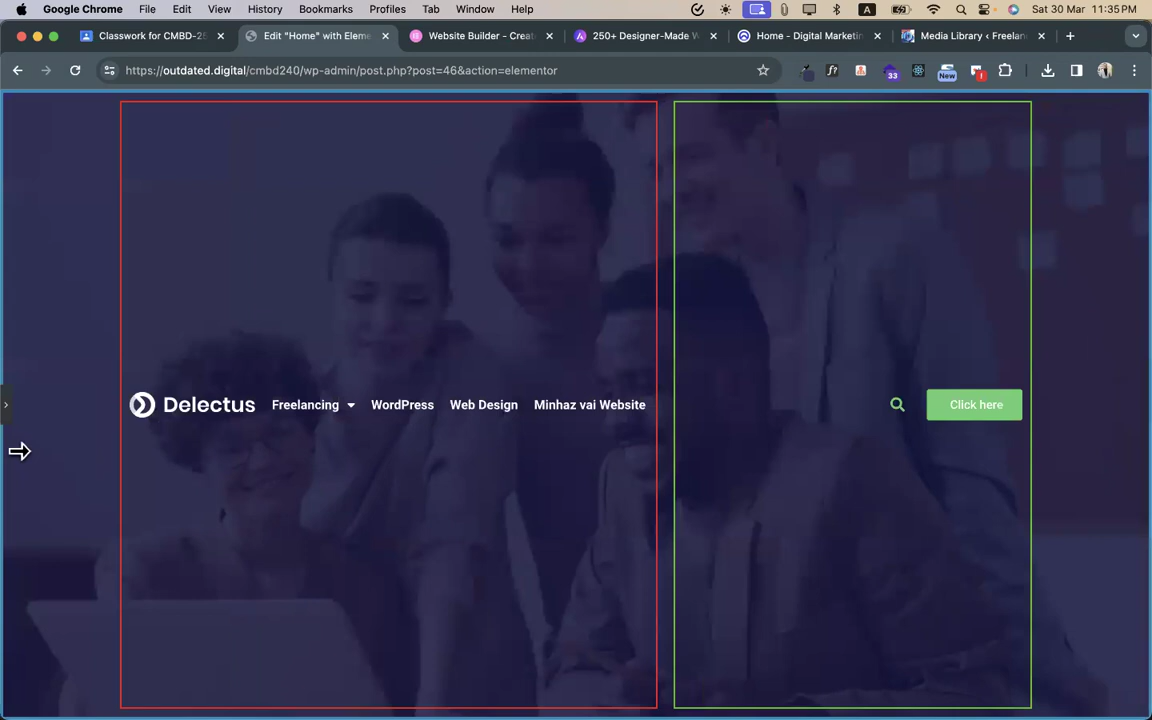 Google Chrome File Edit View History Bookmarks Profiles Tab Window Help A Sat 30 Mar 11:35 PM
Classwork for CMBD-25 Edit "Home" with Eleme Website Builder - Creat 250+ Designer-Made W Home - Digital Marketin Media Library ‹ Freelan
https://outdated.digital/cmbd240/wp-admin/post.php?post=46&action=elementor f? 33 New
Delectus Freelancing WordPress Web Design Minhaz vai Website Click here